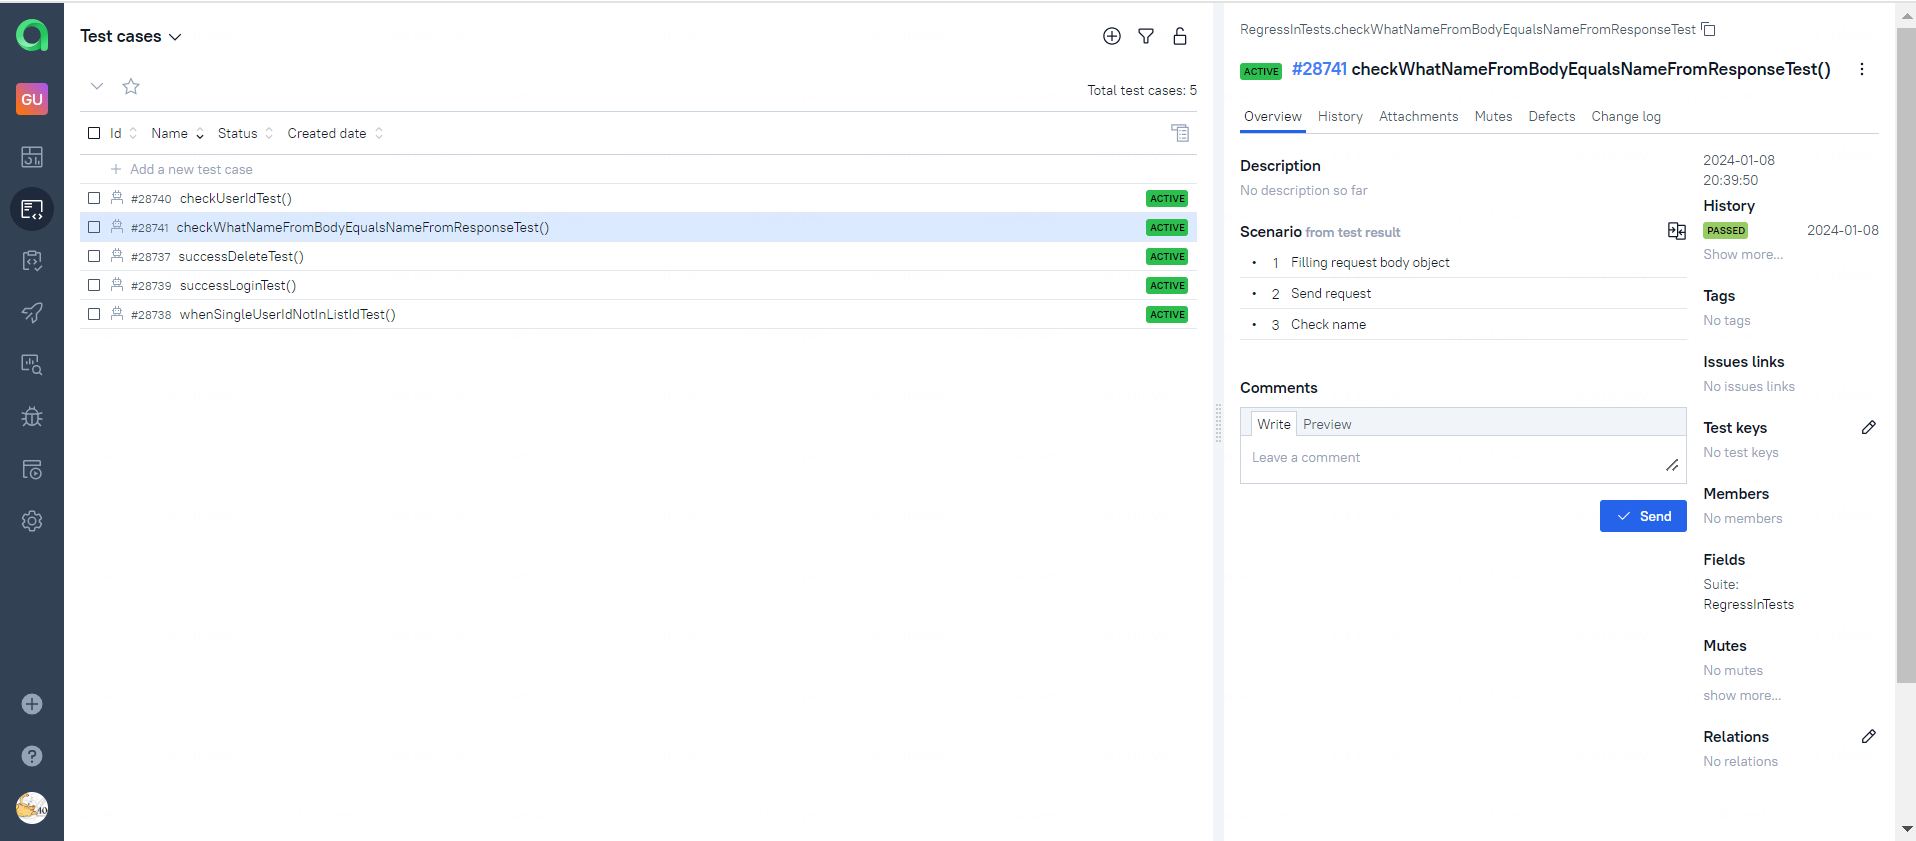 GU
Test cases
Total test cases: 5
Id Name Status Created date
Add a new test case
#28740 checkUserIdTest() ACTIVE
#28741 checkWhatNameFromBodyEqualsNameFromResponseTest() ACTIVE
#28737 successDeleteTest() ACTIVE
#28739 successLoginTest() ACTIVE
#28738 whenSingleUserIdNotInListIdTest() ACTIVE
RegressInTests.checkWhatNameFromBodyEqualsNameFromResponseTest
ACTIVE #28741 checkWhatNameFromBodyEqualsNameFromResponseTest()
Overview History Attachments Mutes Defects Change log
Description
No description so far
Scenario from test result
• 1 Filling request body object
• 2 Send request
• 3 Check name
Comments
Write Preview
Leave a comment
Send
2024-01-08
20:39:50
History
PASSED 2024-01-08
Show more...
Tags
No tags
Issues links
No issues links
Test keys
No test keys
Members
No members
Fields
Suite:
RegressInTests
Mutes
No mutes
show more...
Relations
No relations